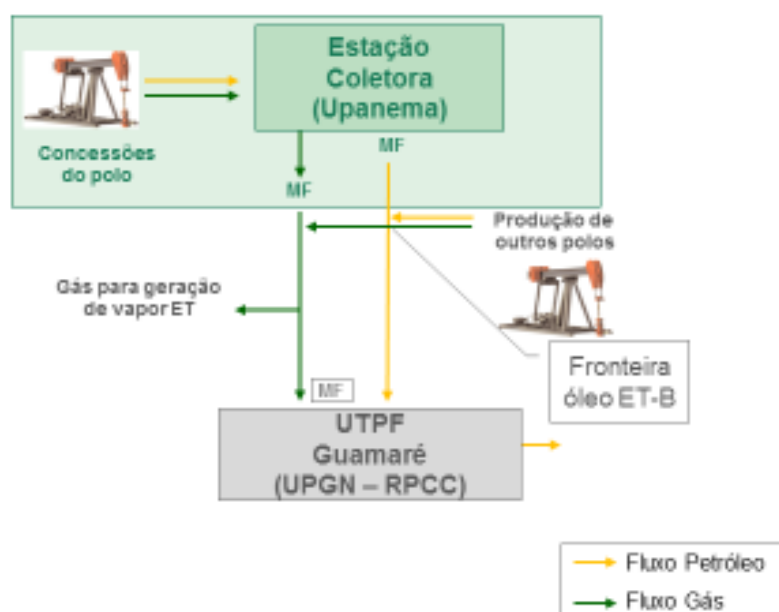 Estação
Coletora
(Upanema)
Concessões
do polo
MF
MF
Produção de
outros polos
Gás para geração
de vapor ET
Fronteira
óleo ET-B
MF
UTPF
Guamaré
(UPGN – RPCC)
Fluxo Petróleo
Fluxo Gás